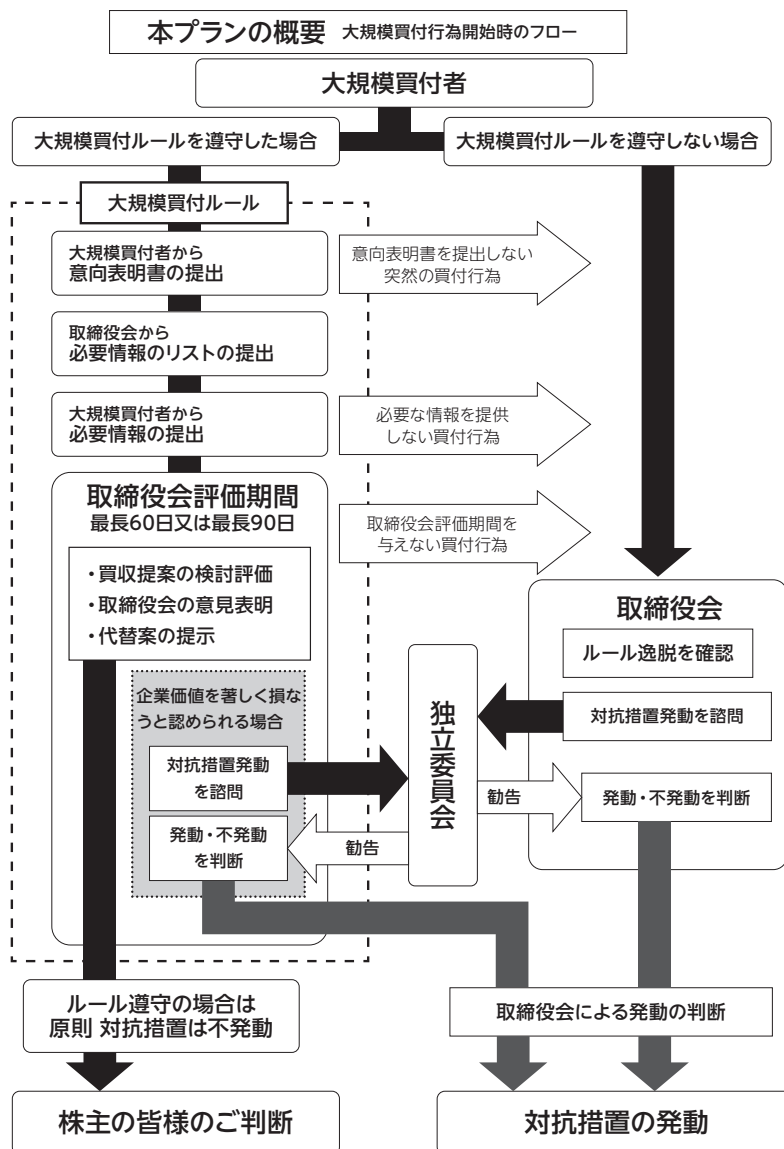 本プランの概要 大規模買付行為開始時のフロー
大規模買付者
大規模買付ルールを遵守した場合
大規模買付ルールを遵守しない場合
大規模買付ルール
大規模買付者から
意向表明書の提出
意向表明書を提出しない
突然の買付行為
取締役会から
必要情報のリストの提出
大規模買付者から
必要情報の提出
必要な情報を提供
しない買付行為
取締役会評価期間
最長60日又は最長90日
取締役会評価期間を
与えない買付行為
・買収提案の検討評価
・取締役会の意見表明
・代替案の提示
企業価値を著しく損な
うと認められる場合
対抗措置発動
を諮問
発動・不発動
を判断
勧告
独立委員会
勧告
取締役会
ルール逸脱を確認
対抗措置発動を諮問
発動・不発動を判断
ルール遵守の場合は
原則 対抗措置は不発動
取締役会による発動の判断
株主の皆様のご判断
対抗措置の発動